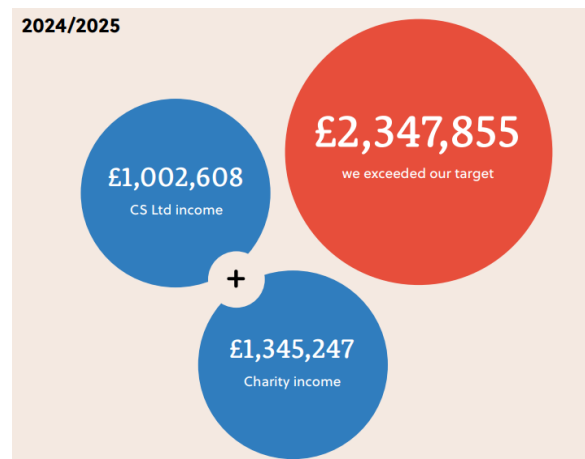 2024/2025
£2,347,855
we exceeded our target
£1,002,608
CS Ltd income
+
£1,345,247
Charity income